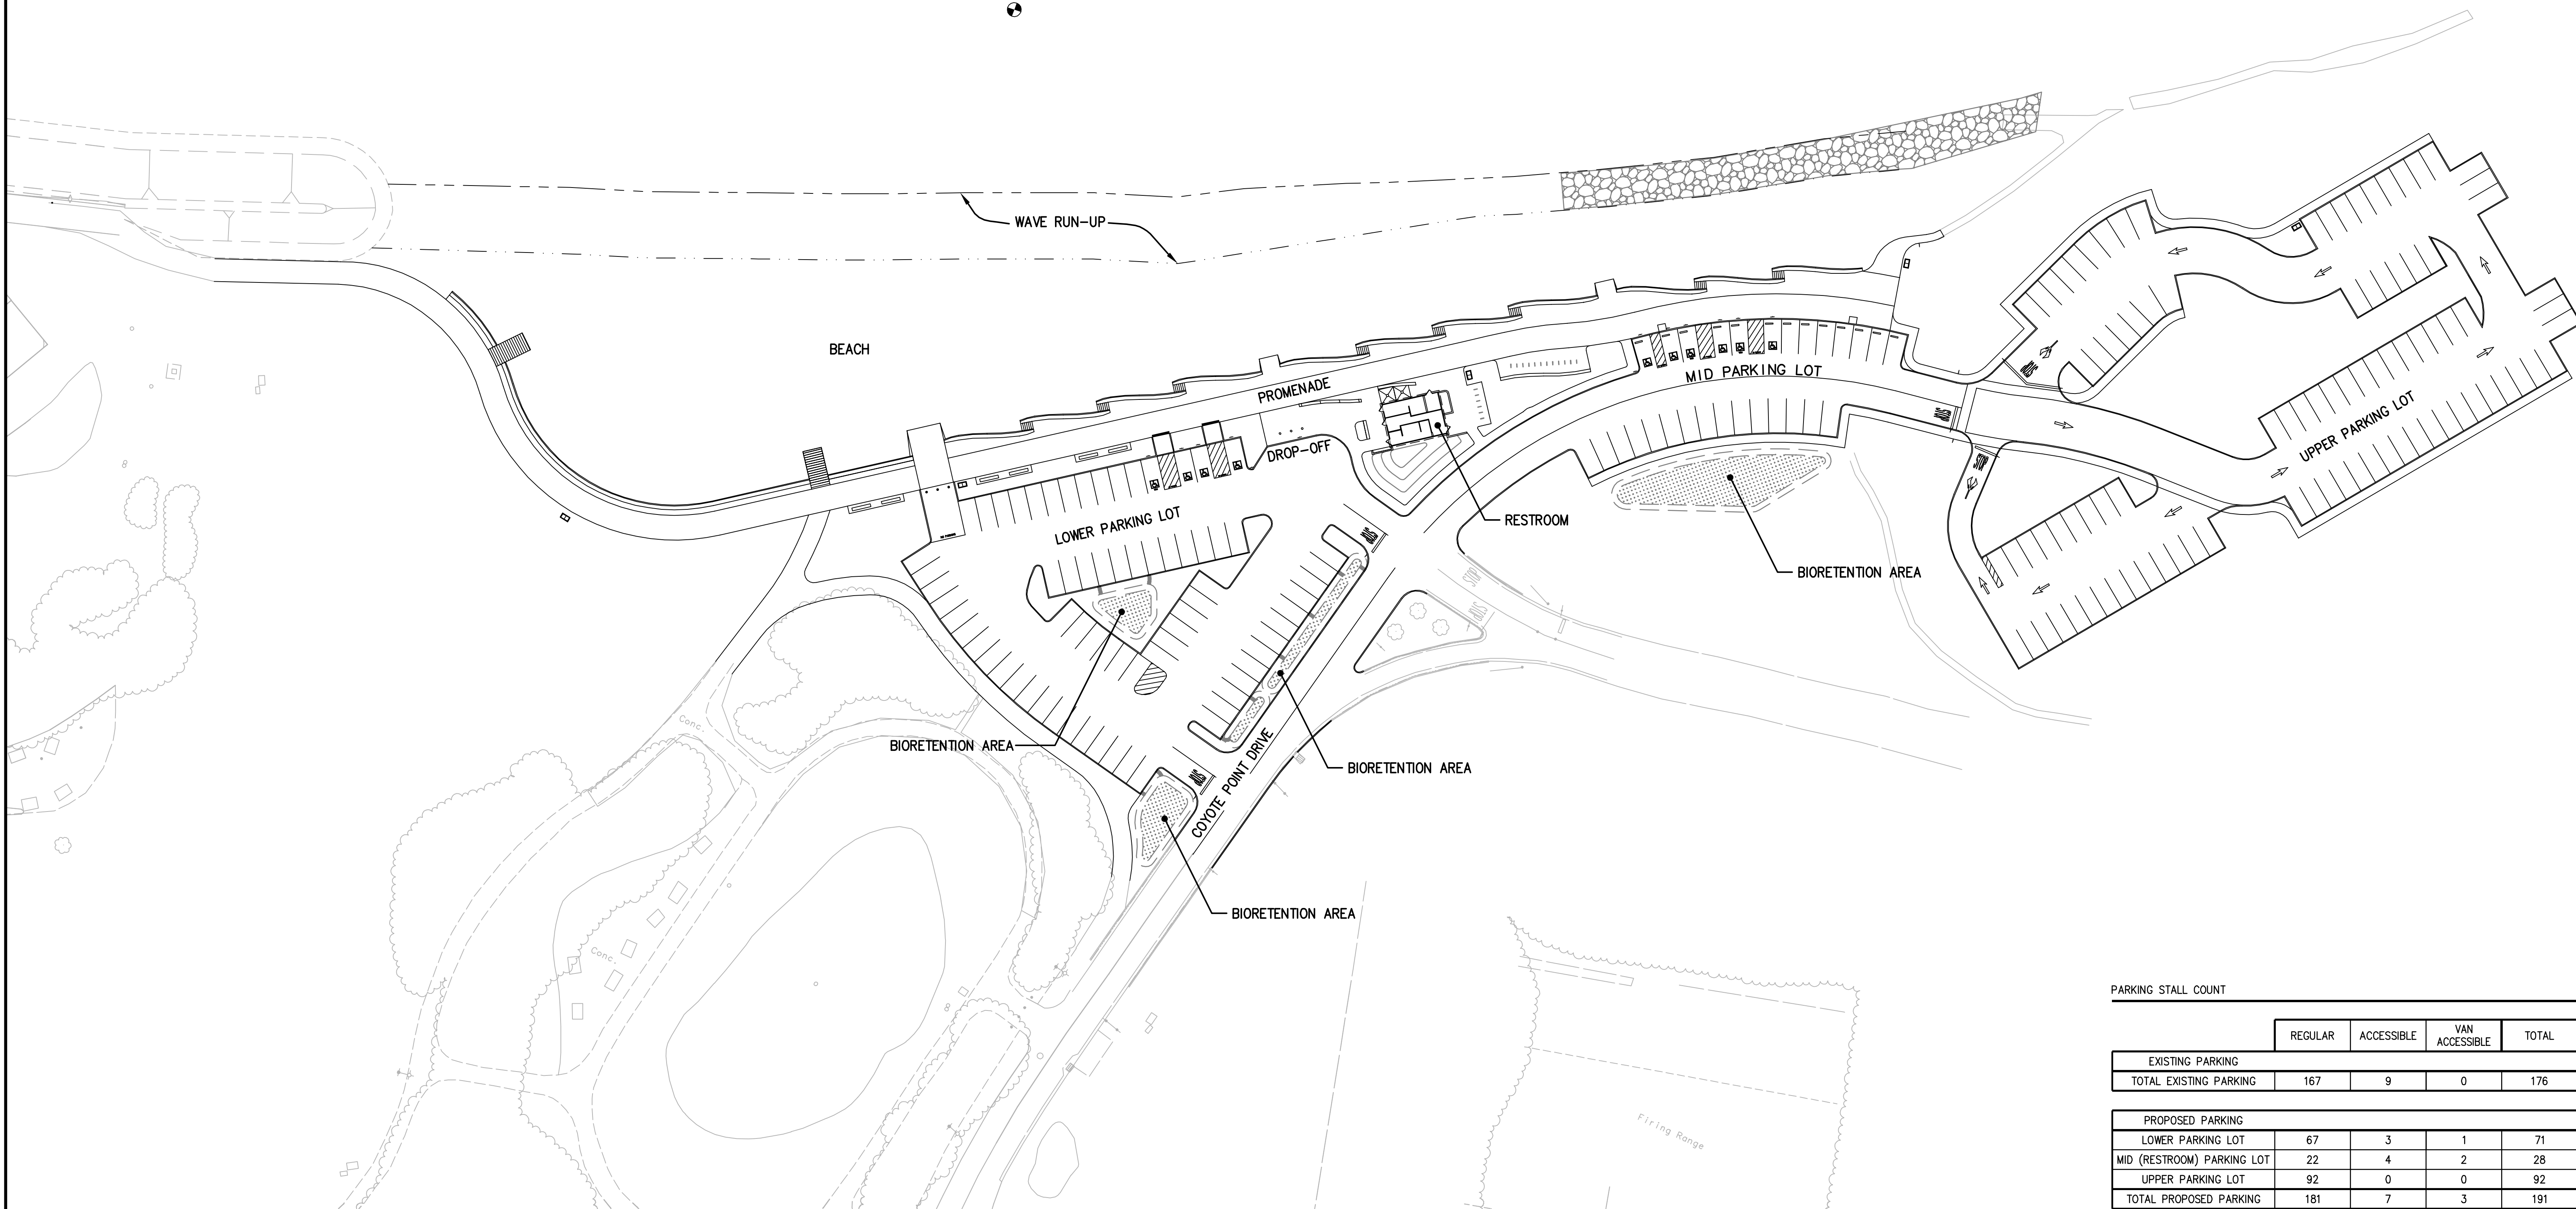 WAVE RUN-UP
BEACH
PROMENADE
MID PARKING LOT
STOP
STOP
UPPER PARKING LOT
DROP-OFF
STOP
LOWER PARKING LOT
RESTROOM
STOP
BIORETENTION AREA
STOP
STOP
Conc.
BIORETENTION AREA
BIORETENTION AREA
STOP
COYOTE POINT DRIVE
BIORETENTION AREA
Conc.
Firing Range
PARKING STALL COUNT
REGULAR ACCESSIBLE VAN ACCESSIBLE TOTAL
EXISTING PARKING
TOTAL EXISTING PARKING 167 9 0 176
PROPOSED PARKING
LOWER PARKING LOT 67 3 1 71
MID (RESTROOM) PARKING LOT 22 4 2 28
UPPER PARKING LOT 92 0 0 92
TOTAL PROPOSED PARKING 181 7 3 191